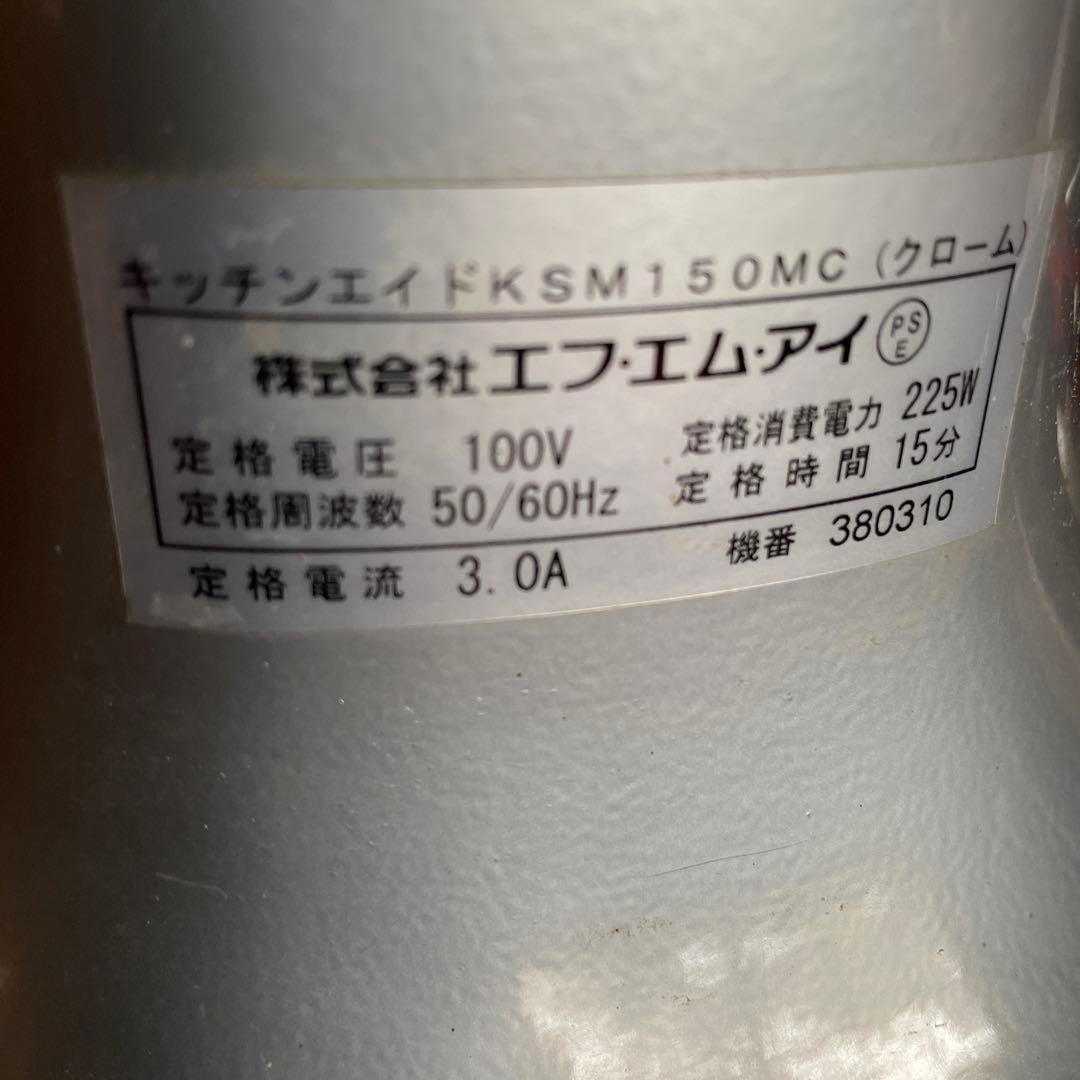 キッチンエイドKSM150MC（クローム）
株式会社エフ・エム・アイ PSE
定格電圧 100V 定格消費電力 225W
定格周波数 50/60Hz 定格時間 15分
定格電流 3.0A 機番 380310